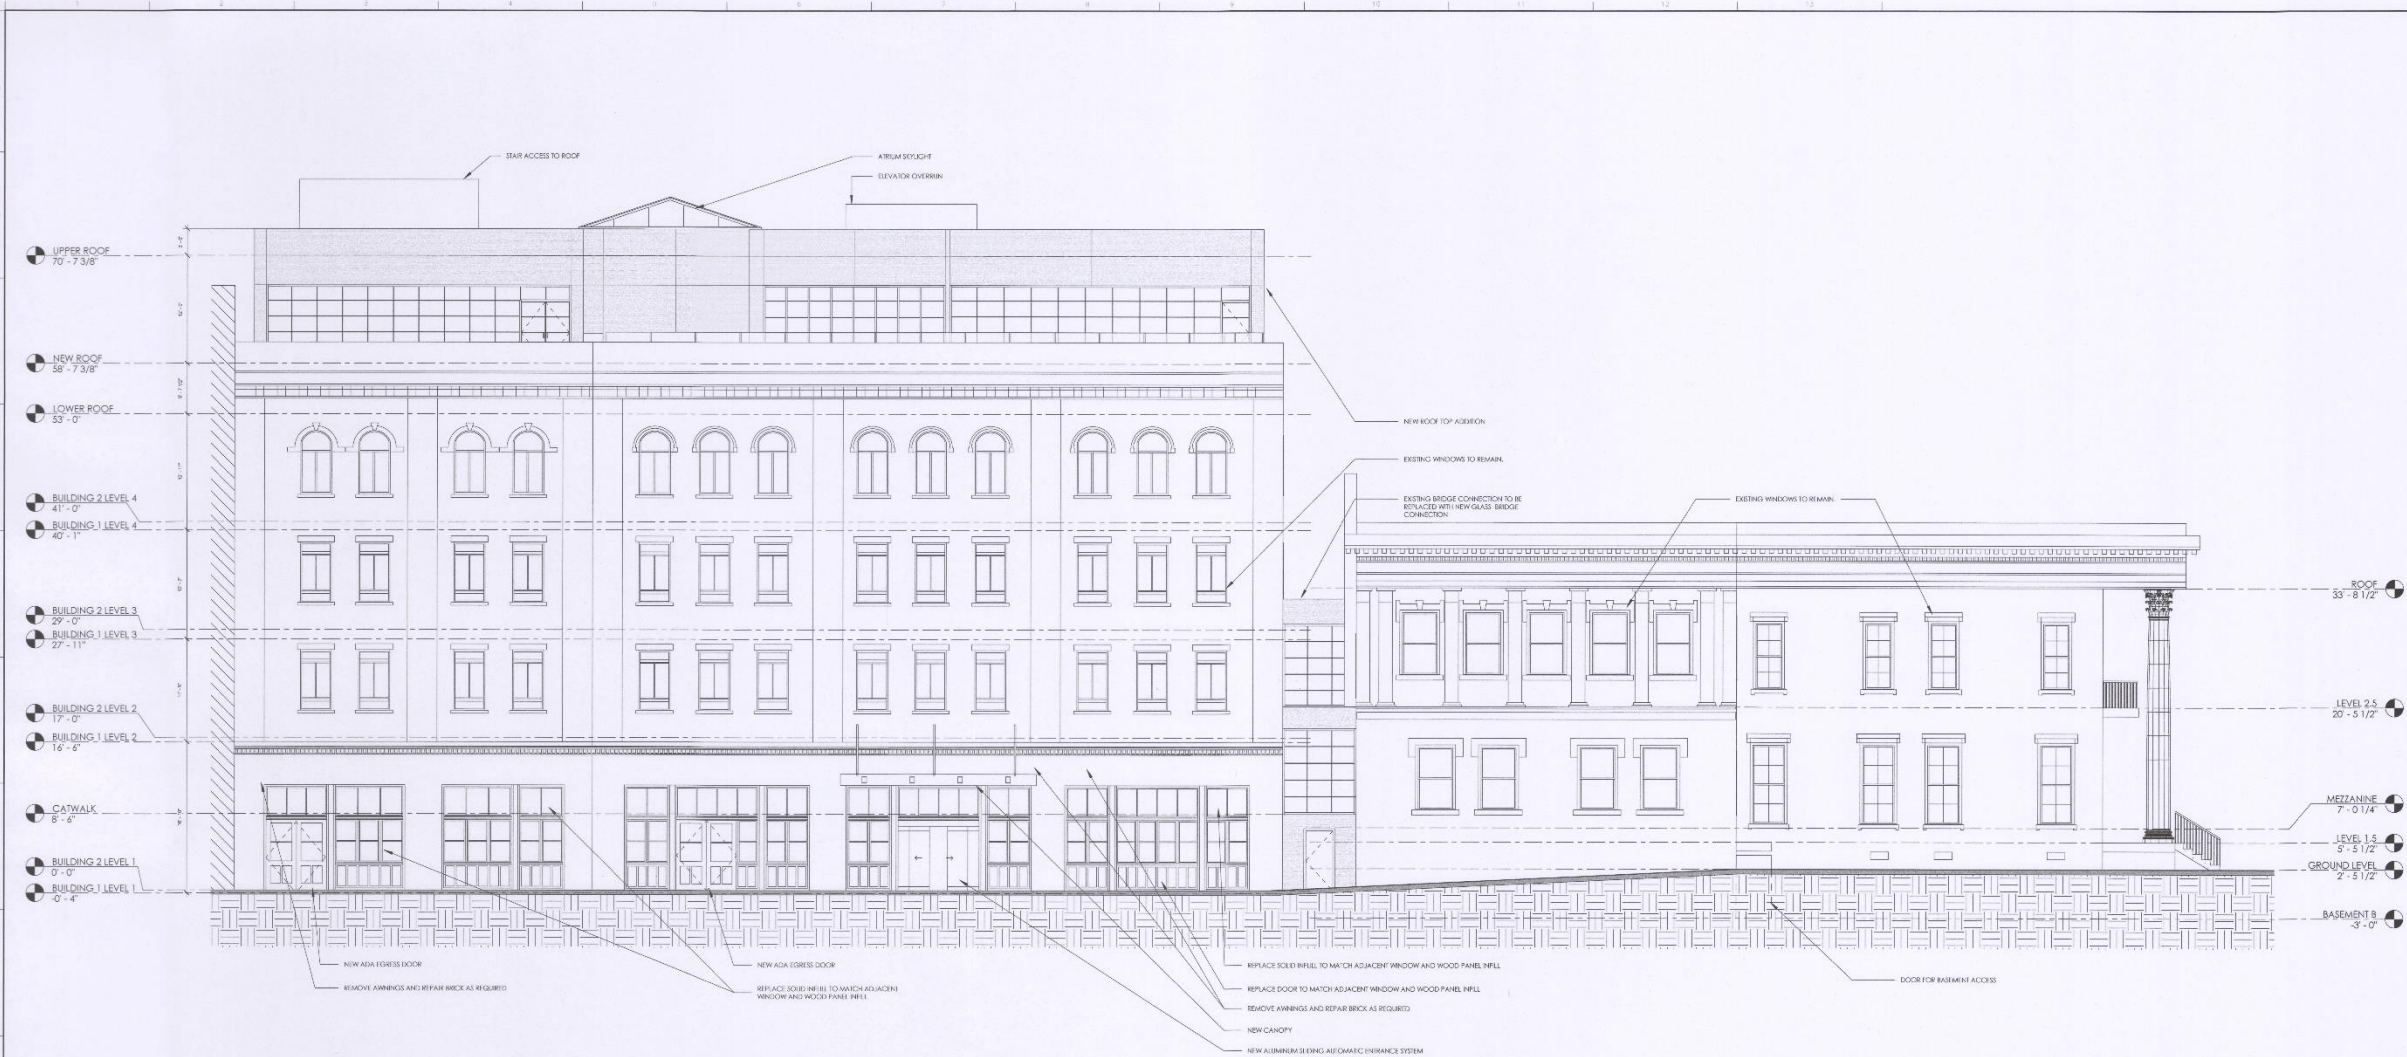 STAIR ACCESS TO ROOF
ATRIUM SKYLIGHT
ELEVATOR OVERRUN
UPPER ROOF
70' - 7 3/8"
NEW ROOF
58' - 7 3/8"
LOWER ROOF
53' - 0"
NEW ROOF TOP ADDITION
EXISTING WINDOWS TO REMAIN.
BUILDING 2 LEVEL 4
41' - 0"
BUILDING 1 LEVEL 4
40' - 1"
EXISTING BRIDGE CONNECTION TO BE
REPLACED WITH NEW GLASS BRIDGE
CONNECTION
EXISTING WINDOWS TO REMAIN.
BUILDING 2 LEVEL 3
29' - 0"
BUILDING 1 LEVEL 3
27' - 11"
ROOF
33' - 8 1/2"
BUILDING 2 LEVEL 2
17' - 0"
BUILDING 1 LEVEL 2
16' - 6"
LEVEL 2.5
20' - 5 1/2"
CATWALK
8' - 6"
MEZZANINE
7' - 0 1/4"
LEVEL 1.5
5' - 5 1/2"
BUILDING 2 LEVEL 1
0' - 0"
BUILDING 1 LEVEL 1
-0' - 4"
GROUND LEVEL
2' - 5 1/2"
BASEMENT B
-3' - 0"
NEW ADA EGRESS DOOR
REMOVE AWNINGS AND REPAIR BRICK AS REQUIRED
NEW ADA EGRESS DOOR
REPLACE SOLID INFILL TO MATCH ADJACENT
WINDOW AND WOOD PANEL INFILL
REPLACE SOLID INFILL TO MATCH ADJACENT WINDOW AND WOOD PANEL INFILL
REPLACE DOOR TO MATCH ADJACENT WINDOW AND WOOD PANEL INFILL
REMOVE AWNINGS AND REPAIR BRICK AS REQUIRED
NEW CANOPY
NEW ALUMINUM SLIDING AUTOMATIC ENTRANCE SYSTEM
DOOR FOR BASEMENT ACCESS